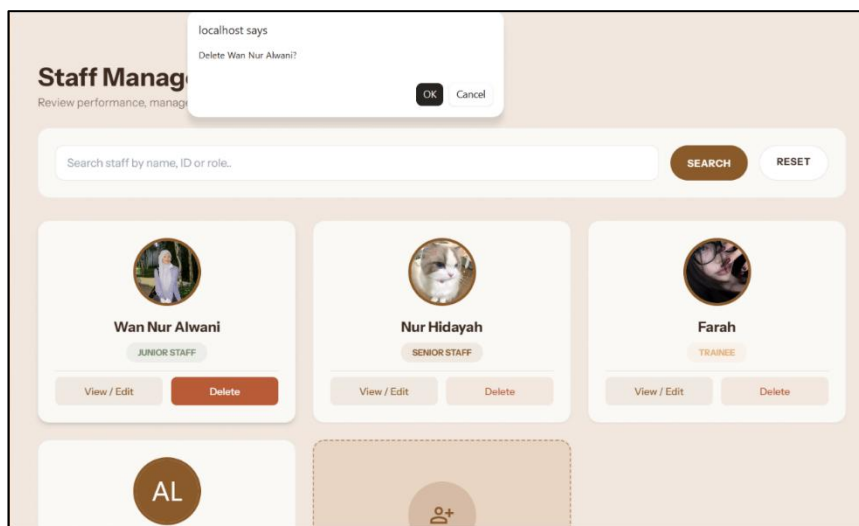 localhost says
Delete Wan Nur Alwani?
OK Cancel
Staff Manag
Review performance, manage
Search staff by name, ID or role..
SEARCH
RESET
Wan Nur Alwani
JUNIOR STAFF
View / Edit Delete
Nur Hidayah
SENIOR STAFF
View / Edit Delete
Farah
TRAINEE
View / Edit Delete
AL